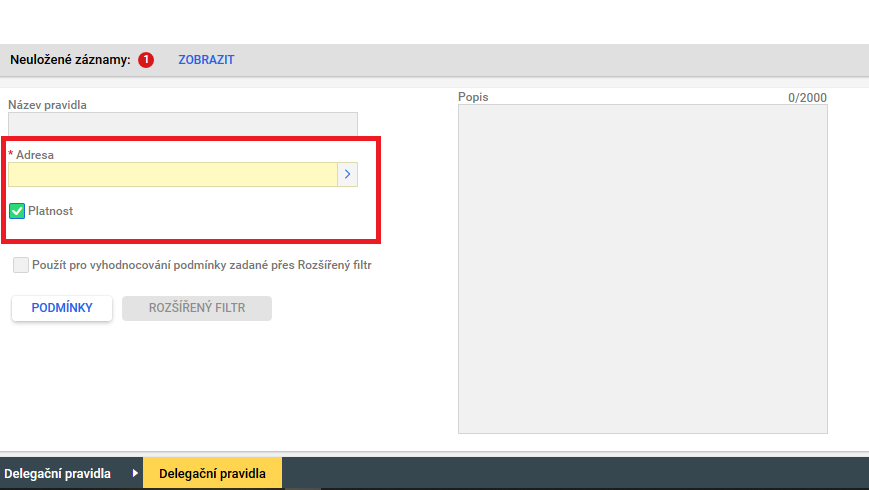 Neuložené záznamy: 1 ZOBRAZIT
Název pravidla
* Adresa
Platnost
Použít pro vyhodnocování podmínky zadané přes Rozšířený filtr
PODMÍNKY ROZŠÍŘENÝ FILTR
Popis 0/2000
Delegační pravidla Delegační pravidla